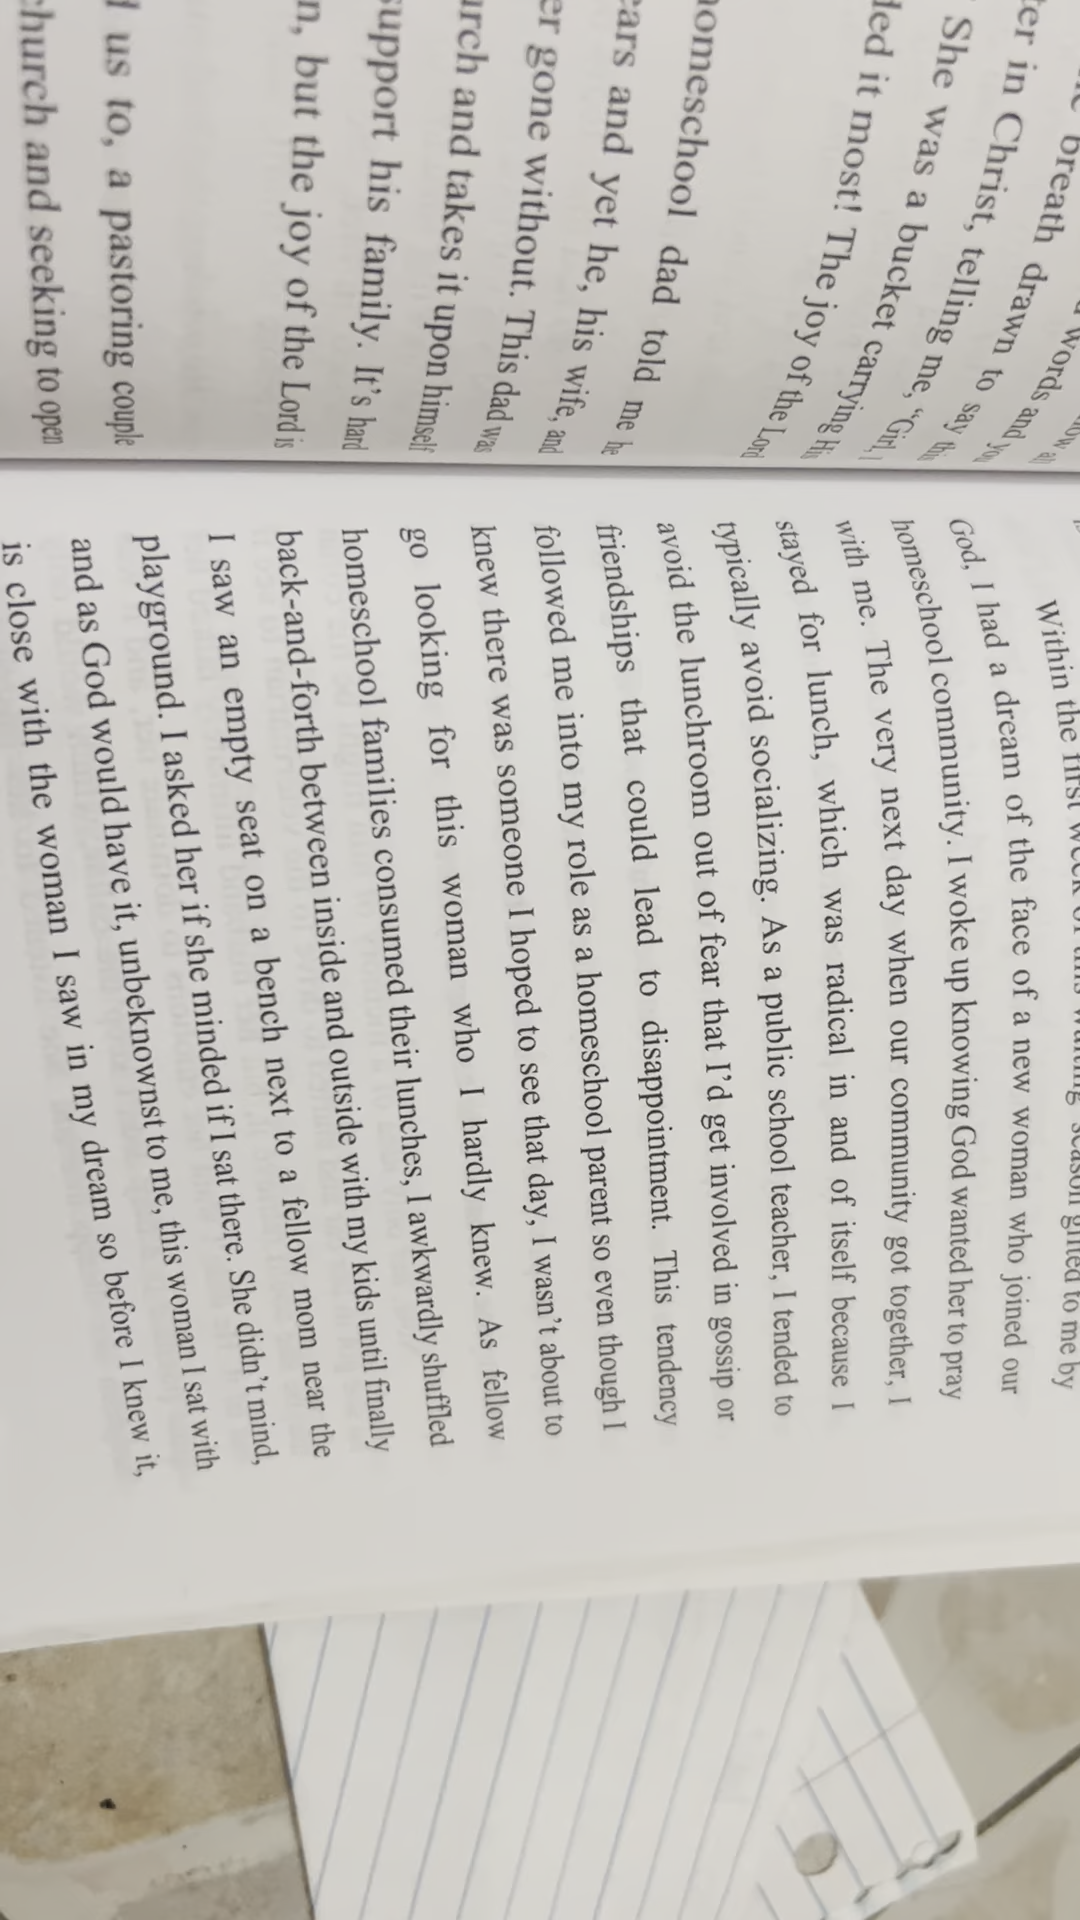 breath drawn
words and
ter in Christ, telling
to say
you
She was a bucket carrying
me, "Girl, I
ded it most! The joy of the Lord
homeschool dad told me he
ears and yet he, his wife, and
er gone without. This dad was
urch and takes it upon himself
support his family. It's hard
n, but the joy of the Lord is
us to, a pastoring couple
church and seeking to open
Within the first week of this waiting season gifted to me by
God, I had a dream of the face of a new woman who joined our
homeschool community. I woke up knowing God wanted her to pray
with me. The very next day when our community got together, I
stayed for lunch, which was radical in and of itself because I
typically avoid socializing. As a public school teacher, I tended to
avoid the lunchroom out of fear that I'd get involved in gossip or
friendships that could lead to disappointment. This tendency
followed me into my role as a homeschool parent so even though I
knew there was someone I hoped to see that day, I wasn't about to
go looking for this woman who I hardly knew. As fellow
homeschool families consumed their lunches, I awkwardly shuffled
back-and-forth between inside and outside with my kids until finally
I saw an empty seat on a bench next to a fellow mom near the
playground. I asked her if she minded if I sat there. She didn't mind,
and as God would have it, unbeknownst to me, this woman I sat with
is close with the woman I saw in my dream so before I knew it,